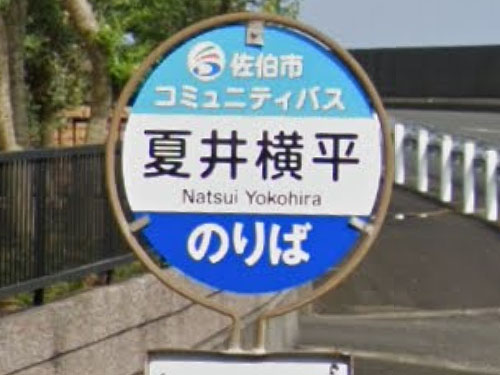 佐伯市
コミュニティバス
夏井横平
Natsui Yokohira
のりば